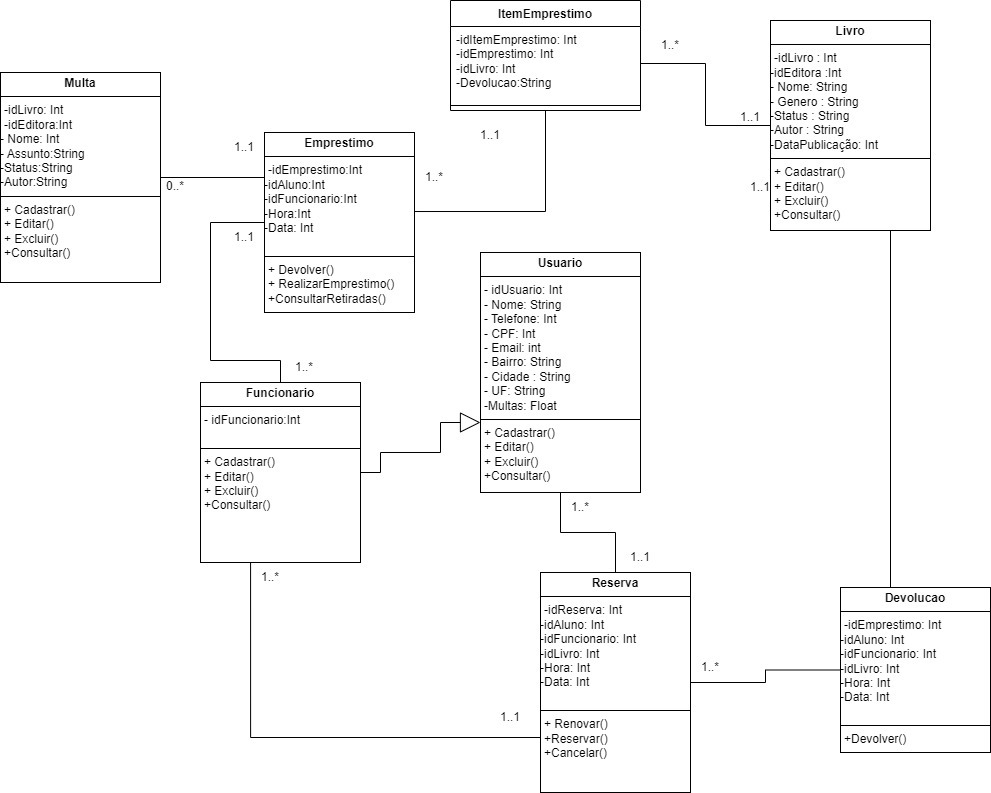 ItemEmprestimo
-idItemEmprestimo: Int
-idEmprestimo: Int
-idLivro: Int
-Devolucao:String
1..*
1..1
Livro
-idLivro : Int
-idEditora :Int
- Nome: String
- Genero : String
-Status : String
-Autor : String
-DataPublicação: Int
+ Cadastrar()
+ Editar()
+ Excluir()
+Consultar()
1..1
1..1
Multa
-idLivro: Int
-idEditora:Int
- Nome: Int
- Assunto:String
-Status:String
-Autor:String
+ Cadastrar()
+ Editar()
+ Excluir()
+Consultar()
1..1
0..*
Emprestimo
-idEmprestimo:Int
-idAluno:Int
-idFuncionario:Int
-Hora:Int
-Data: Int
+ Devolver()
+ RealizarEmprestimo()
+ConsultarRetiradas()
1..*
1..1
1..*
Usuario
- idUsuario: Int
- Nome: String
- Telefone: Int
- CPF: Int
- Email: int
- Bairro: String
- Cidade : String
- UF: String
-Multas: Float
+ Cadastrar()
+ Editar()
+ Excluir()
+Consultar()
1..*
1..1
Funcionario
- idFuncionario:Int
+ Cadastrar()
+ Editar()
+ Excluir()
+Consultar()
1..*
1..1
Reserva
-idReserva: Int
-idAluno: Int
-idFuncionario: Int
-idLivro: Int
-Hora: Int
-Data: Int
+ Renovar()
+Reservar()
+Cancelar()
1..*
Devolucao
-idEmprestimo: Int
-idAluno: Int
-idFuncionario: Int
-idLivro: Int
-Hora: Int
-Data: Int
+Devolver()